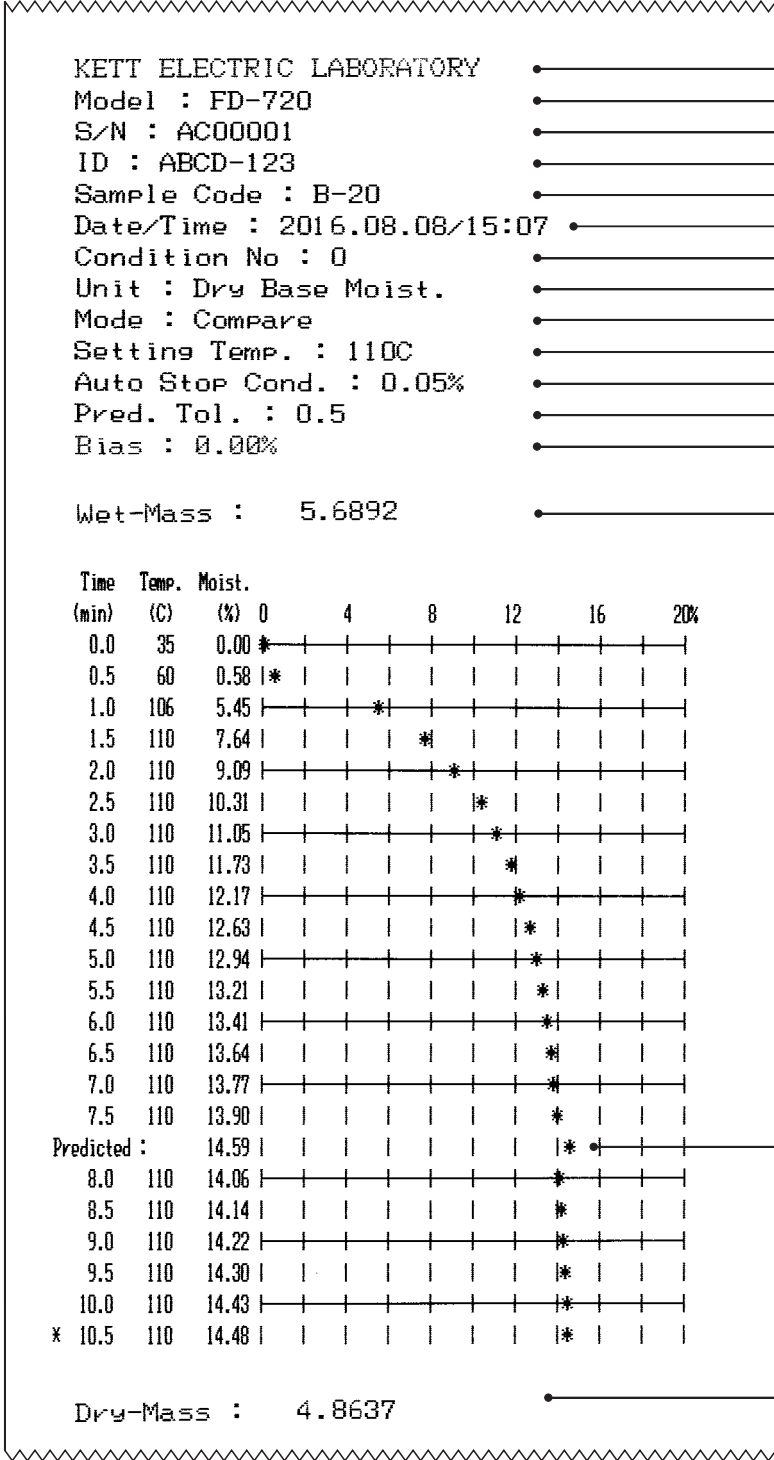 KETT ELECTRIC LABORATORY
Model : FD-720
S/N : AC00001
ID : ABCD-123
Sample Code : B-20
Date/Time : 2016.08.08/15:07
Condition No : 0
Unit : Dry Base Moist.
Mode : Compare
Setting Temp. : 110C
Auto Stop Cond. : 0.05%
Pred. Tol. : 0.5
Bias : 0.00%
Wet-Mass : 5.6892
Time Temp. Moist.
(min) (C) (%) 0 4 8 12 16 20%
0.0 35 0.00
0.5 60 0.58
1.0 106 5.45
1.5 110 7.64
2.0 110 9.09
2.5 110 10.31
3.0 110 11.05
3.5 110 11.73
4.0 110 12.17
4.5 110 12.63
5.0 110 12.94
5.5 110 13.21
6.0 110 13.41
6.5 110 13.64
7.0 110 13.77
7.5 110 13.90
Predicted : 14.59
8.0 110 14.06
8.5 110 14.14
9.0 110 14.22
9.5 110 14.30
10.0 110 14.43
* 10.5 110 14.48
Dry-Mass : 4.8637